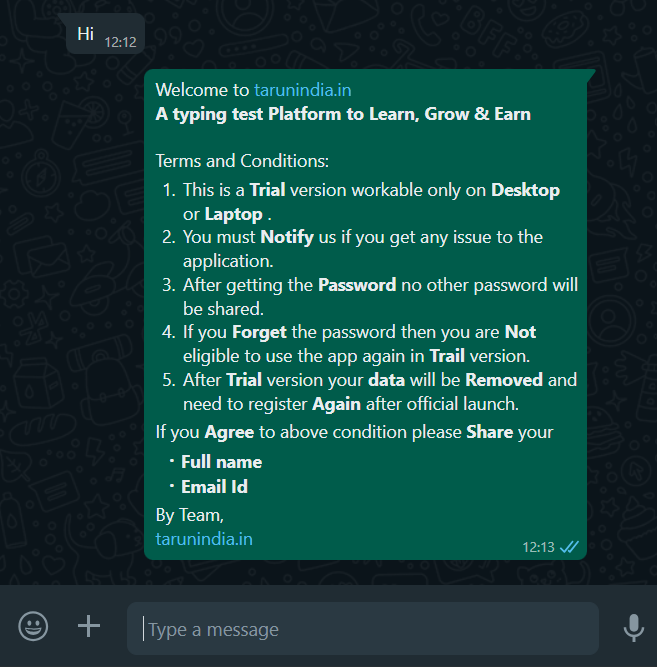 Hi
12:12
Welcome to tarunindia.in
A typing test Platform to Learn, Grow & Earn
Terms and Conditions:
1. This is a Trial version workable only on Desktop
or Laptop .
2. You must Notify us if you get any issue to the
application.
3. After getting the Password no other password will
be shared.
4. If you Forget the password then you are Not
eligible to use the app again in Trail version.
5. After Trial version your data will be Removed and
need to register Again after official launch.
If you Agree to above condition please Share your
· Full name
· Email Id
By Team,
tarunindia.in
12:13
Type a message